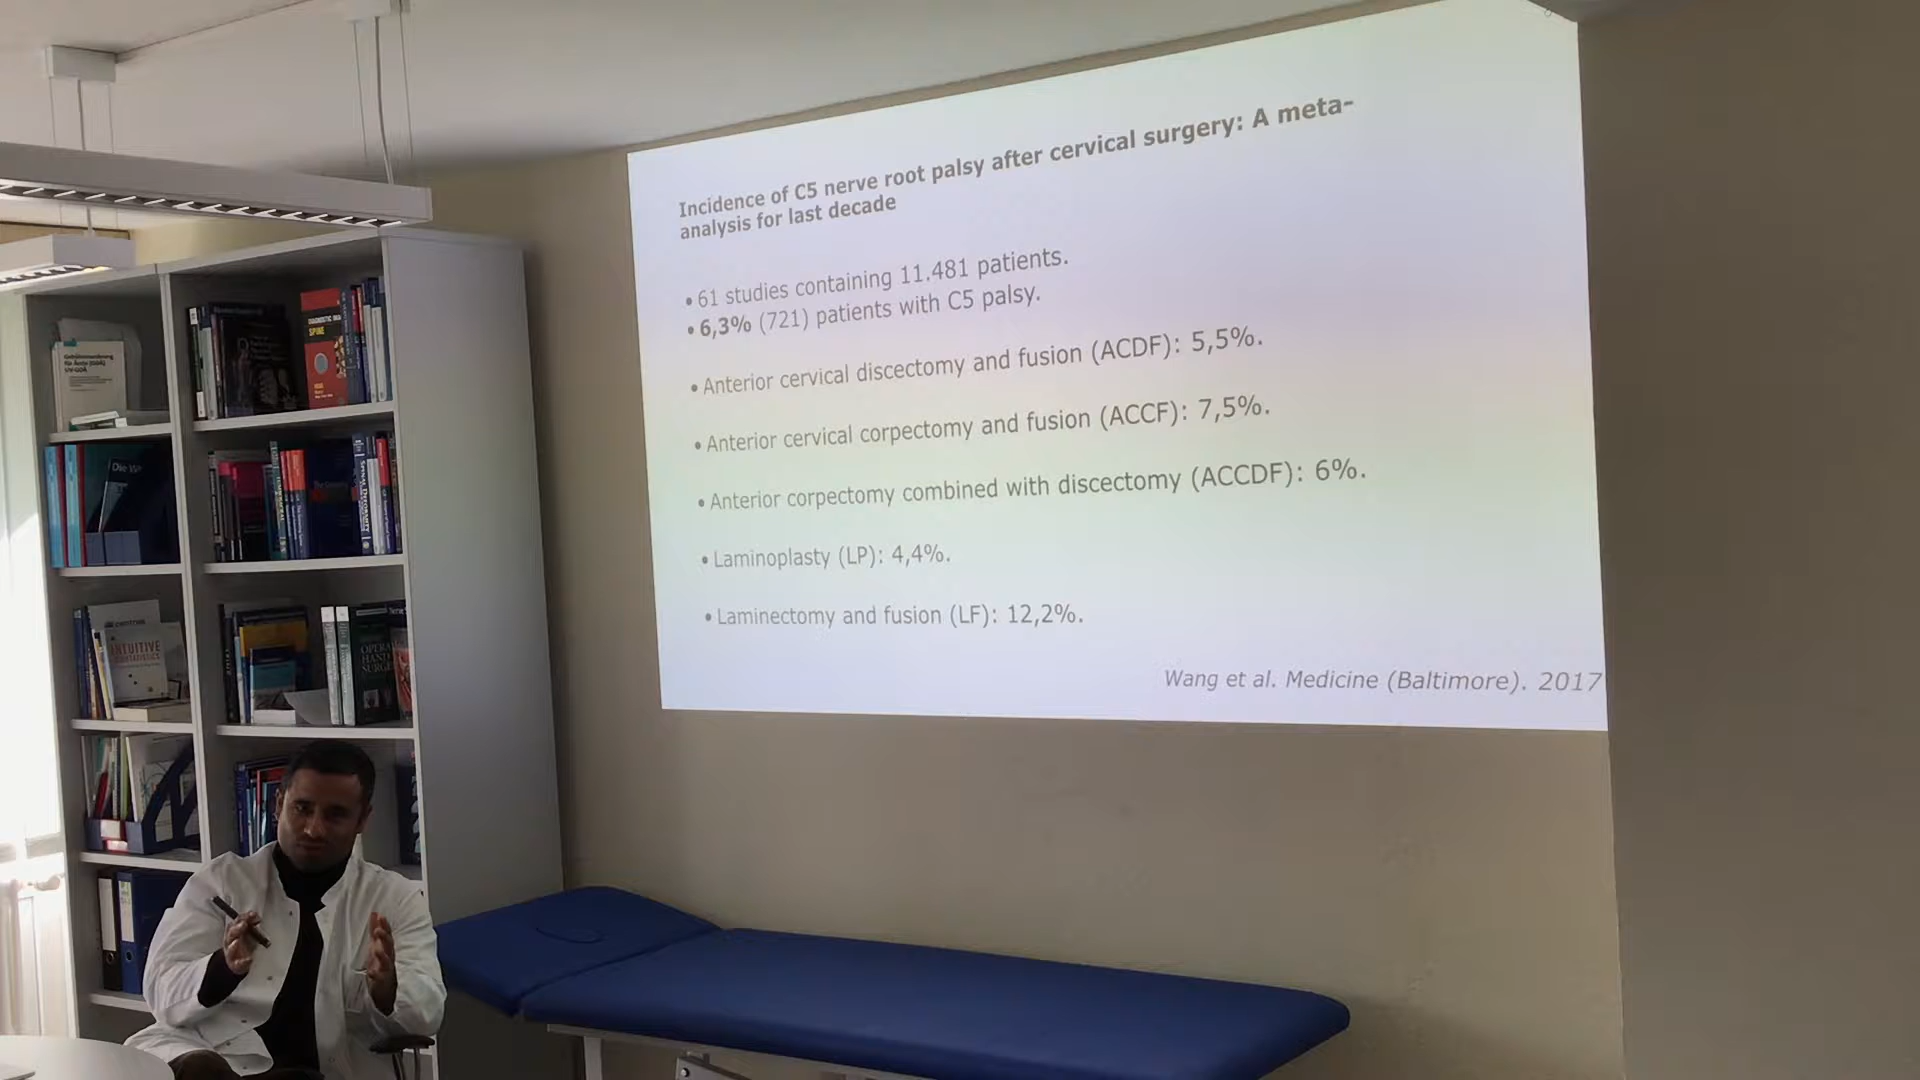 Incidence of C5 nerve root palsy after cervical surgery: A meta-
analysis for last decade
• 61 studies containing 11.481 patients.
• 6,3% (721) patients with C5 palsy.
• Anterior cervical discectomy and fusion (ACDF): 5,5%.
• Anterior cervical corpectomy and fusion (ACCF): 7,5%.
• Anterior corpectomy combined with discectomy (ACCDF): 6%.
• Laminoplasty (LP): 4,4%.
• Laminectomy and fusion (LF): 12,2%.
Wang et al. Medicine (Baltimore). 2017
SPINE
Die
INTUITIVE